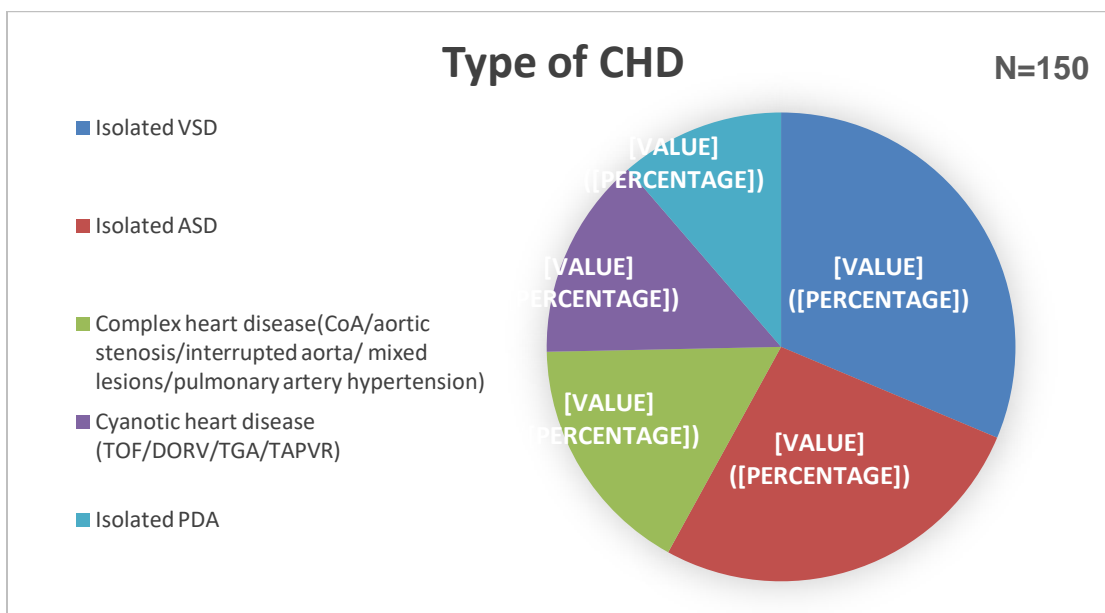 Type of CHD
N=150
Isolated VSD
Isolated ASD
Complex heart disease(CoA/aortic
stenosis/interrupted aorta/ mixed
lesions/pulmonary artery hypertension)
Cyanotic heart disease
(TOF/DORV/TGA/TAPVR)
Isolated PDA
[VALUE]
([PERCENTAGE])
[VALUE]
([PERCENTAGE])
[VALUE]
([PERCENTAGE])
[VALUE]
([PERCENTAGE])
[VALUE]
([PERCENTAGE])